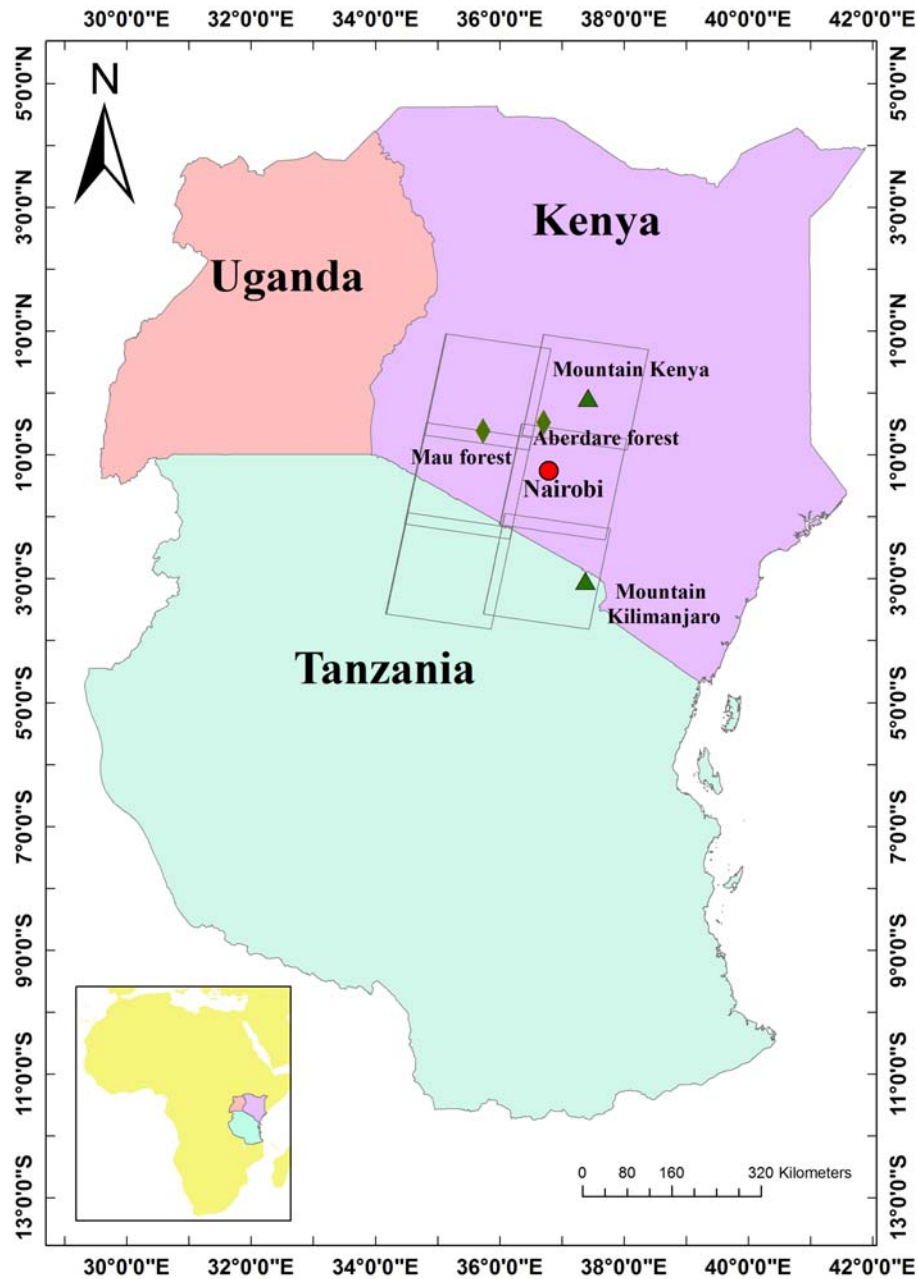 30°0'0"E 32°0'0"E 34°0'0"E 36°0'0"E 38°0'0"E 40°0'0"E 42°0'0"E
N
5°0'0"N
3°0'0"N
1°0'0"N
1°0'0"S
3°0'0"S
5°0'0"S
7°0'0"S
9°0'0"S
11°0'0"S
13°0'0"S
Kenya
Uganda
Mountain Kenya
Aberdare forest
Mau forest
Nairobi
Mountain
Kilimanjaro
Tanzania
5°0'0"N
3°0'0"N
1°0'0"N
1°0'0"S
3°0'0"S
5°0'0"S
7°0'0"S
9°0'0"S
11°0'0"S
13°0'0"S
0 80 160 320 Kilometers
30°0'0"E 32°0'0"E 34°0'0"E 36°0'0"E 38°0'0"E 40°0'0"E 42°0'0"E